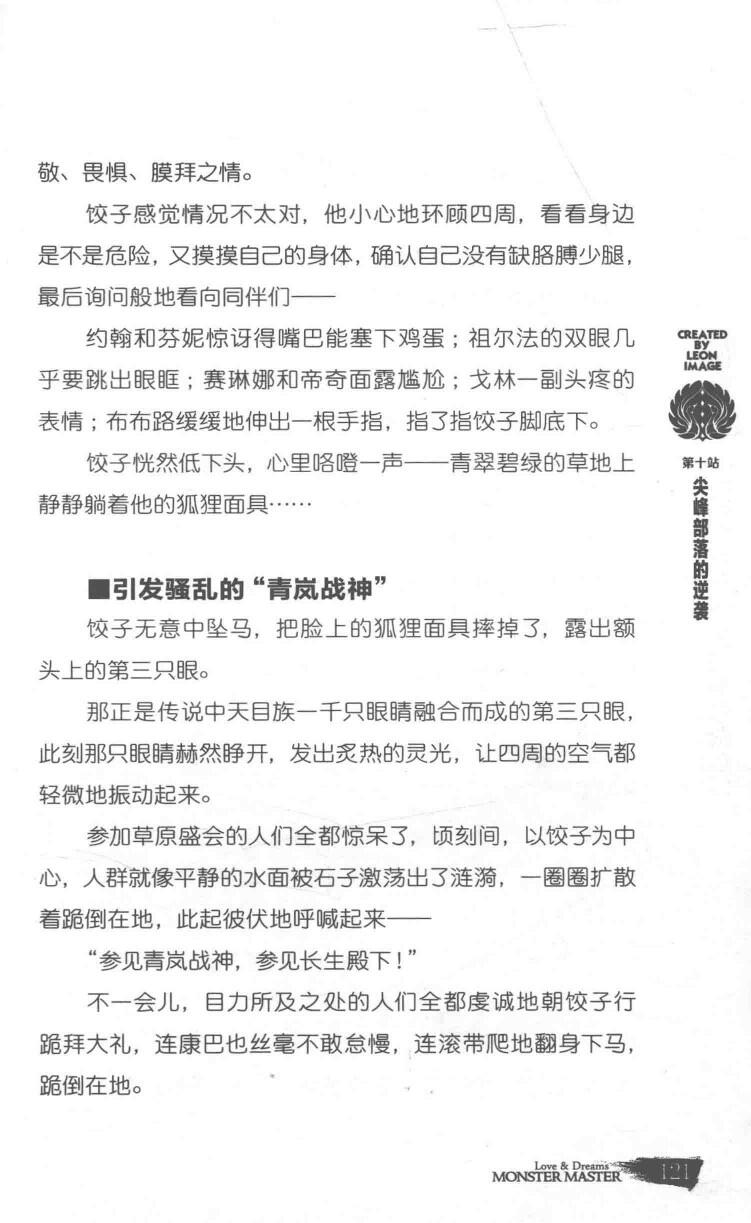 敬、畏惧、膜拜之情。
饺子感觉情况不太对，他小心地环顾四周，看看身边
是不是危险，又摸摸自己的身体，确认自己没有缺胳膊少腿，
最后询问般地看向同伴们——
约翰和芬妮惊讶得嘴巴能塞下鸡蛋；祖尔法的双眼几
乎要跳出眼眶；赛琳娜和帝奇面露尴尬；戈林一副头疼的
表情；布布路缓缓地伸出一根手指，指了指饺子脚底下。
饺子恍然低下头，心里咯噔一声——青翠碧绿的草地上
静静躺着他的狐狸面具……
■引发骚乱的“青岚战神”
饺子无意中坠马，把脸上的狐狸面具摔掉了，露出额
头上的第三只眼。
那正是传说中天目族一千只眼睛融合而成的第三只眼，
此刻那只眼睛赫然睁开，发出炙热的灵光，让四周的空气都
轻微地振动起来。
参加草原盛会的人们全都惊呆了，顷刻间，以饺子为中
心，人群就像平静的水面被石子激荡出了涟漪，一圈圈扩散
着跪倒在地，此起彼伏地呼喊起来——
“参见青岚战神，参见长生殿下！”
不一会儿，目力所及之处的人们全都虔诚地朝饺子行
跪拜大礼，连康巴也丝毫不敢怠慢，连滚带爬地翻身下马，
跪倒在地。
CREATED
BY
LEON
IMAGE
第十站
尖峰部落的逆袭
Love & Dreams
MONSTER MASTER
121